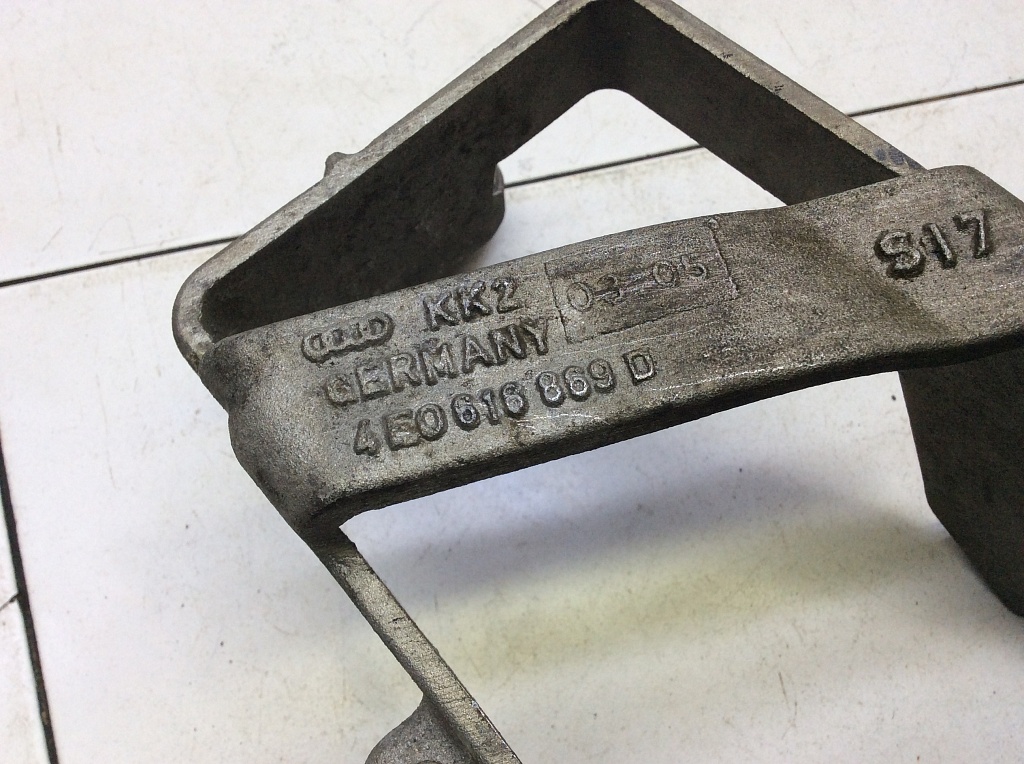 KK2
GERMANY
4E0 616 869 D
S17